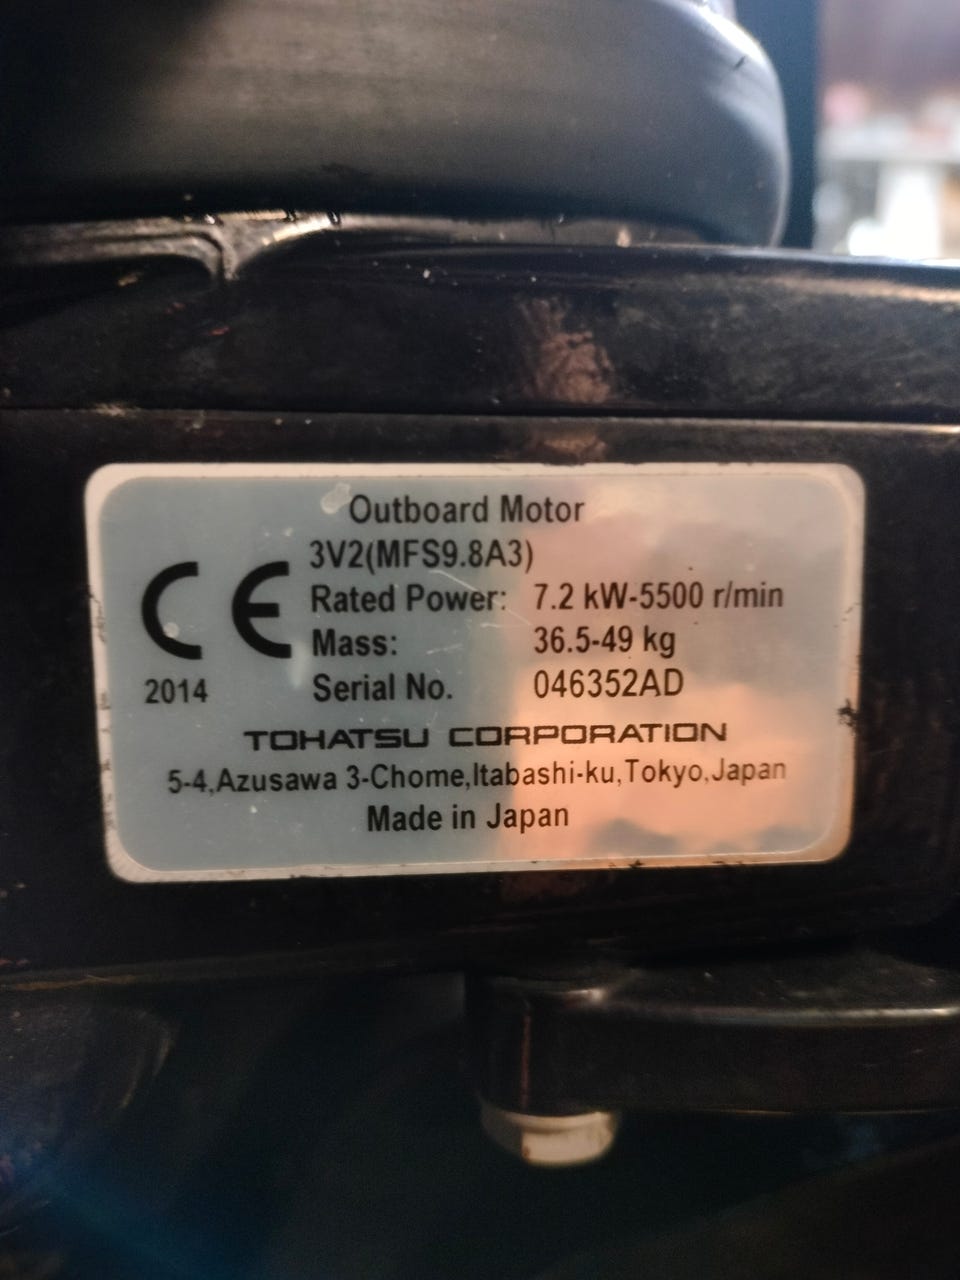 Outboard Motor
3V2(MFS9.8A3)
CE
Rated Power: 7.2 kW-5500 r/min
Mass: 36.5-49 kg
2014
Serial No. 046352AD
TOHATSU CORPORATION
5-4,Azusawa 3-Chome,Itabashi-ku,Tokyo,Japan
Made in Japan